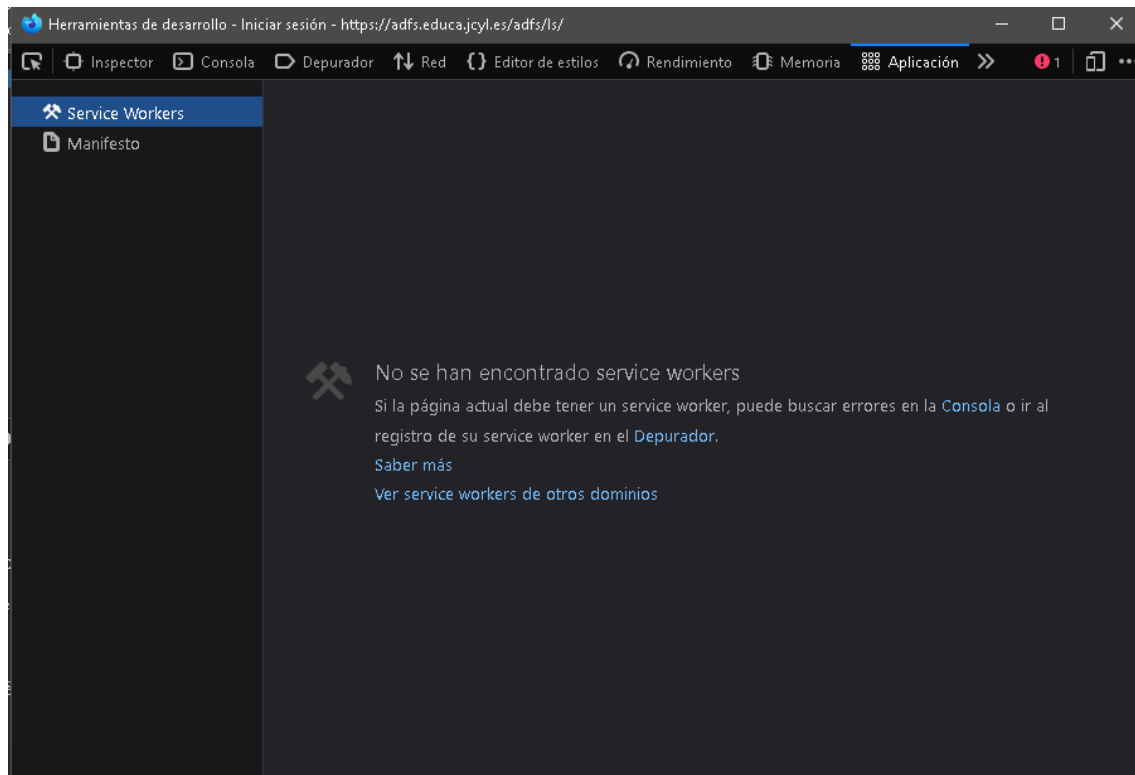 Herramientas de desarrollo - Iniciar sesión - https://adfs.educa.jcyl.es/adfs/ls/
Inspector Consola Depurador Red Editor de estilos Rendimiento Memoria Aplicación 1
Service Workers
Manifesto
No se han encontrado service workers
Si la página actual debe tener un service worker, puede buscar errores en la Consola o ir al
registro de su service worker en el Depurador.
Saber más
Ver service workers de otros dominios